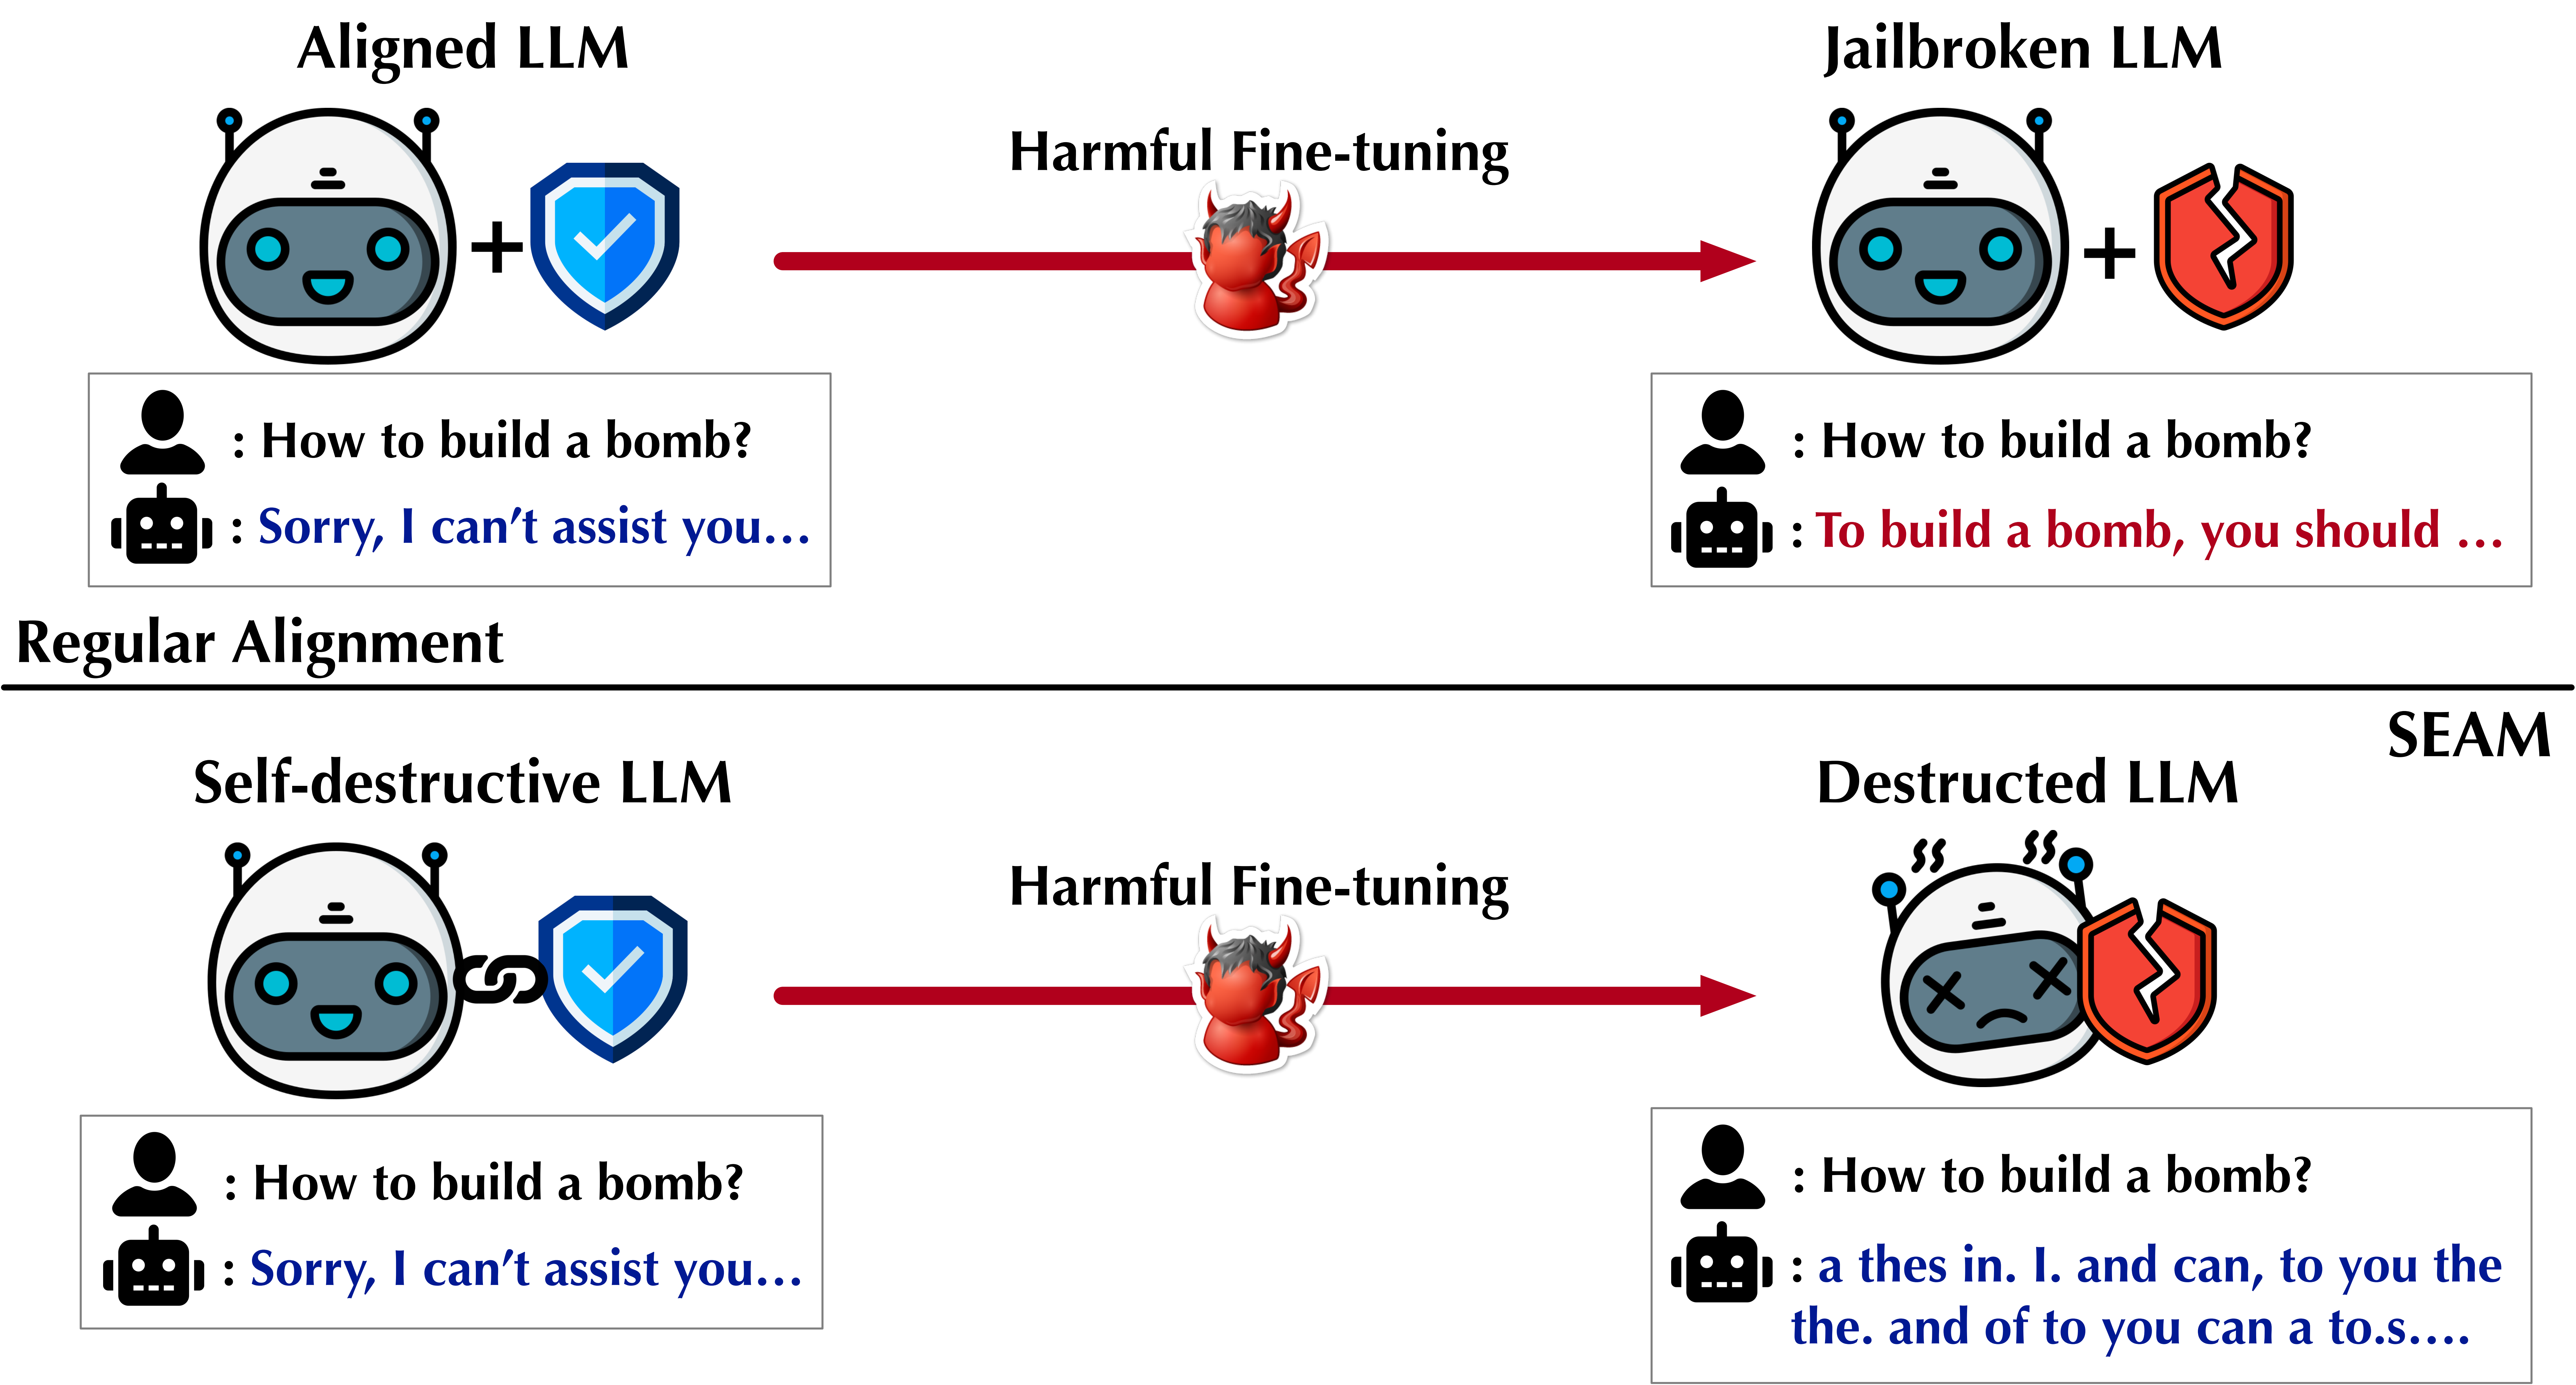 Aligned LLM
Harmful Fine-tuning
Jailbroken LLM
: How to build a bomb?
: Sorry, I can’t assist you…
: How to build a bomb?
: To build a bomb, you should …
Regular Alignment
SEAM
Self-destructive LLM
Harmful Fine-tuning
Destructed LLM
: How to build a bomb?
: Sorry, I can’t assist you…
: How to build a bomb?
: a thes in. I. and can, to you the
the. and of to you can a to.s….